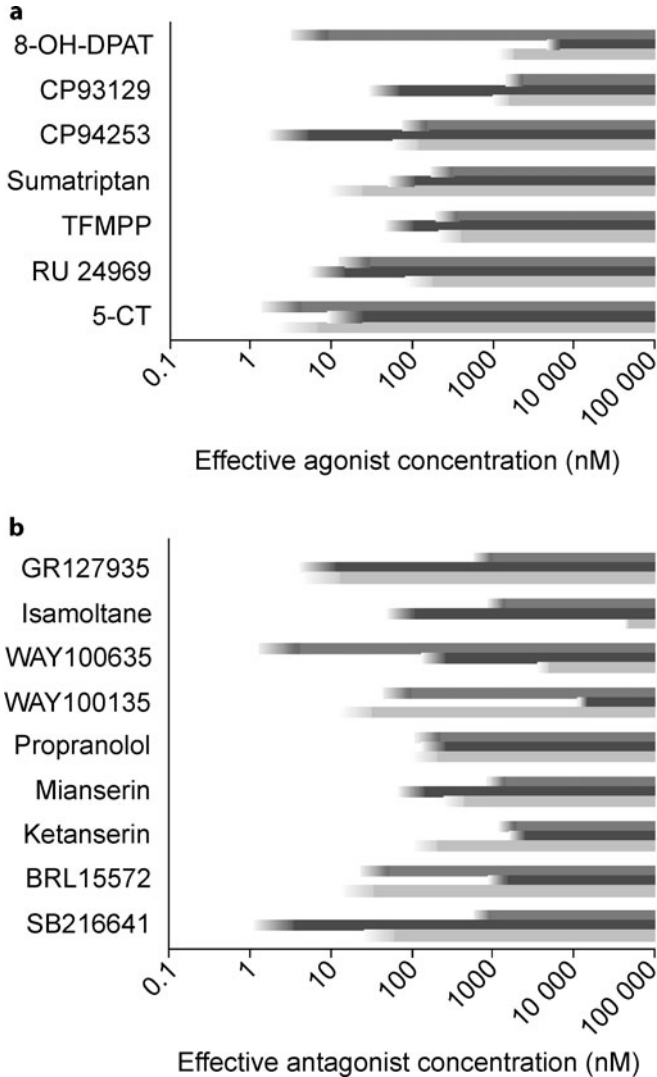 a
8-OH-DPAT
CP93129
CP94253
Sumatriptan
TFMPP
RU 24969
5-CT
0.1
1
10
100
1000
10 000
100 000
Effective agonist concentration (nM)
b
GR127935
Isamoltane
WAY100635
WAY100135
Propranolol
Mianserin
Ketanserin
BRL15572
SB216641
0.1
1
10
100
1000
10 000
100 000
Effective antagonist concentration (nM)